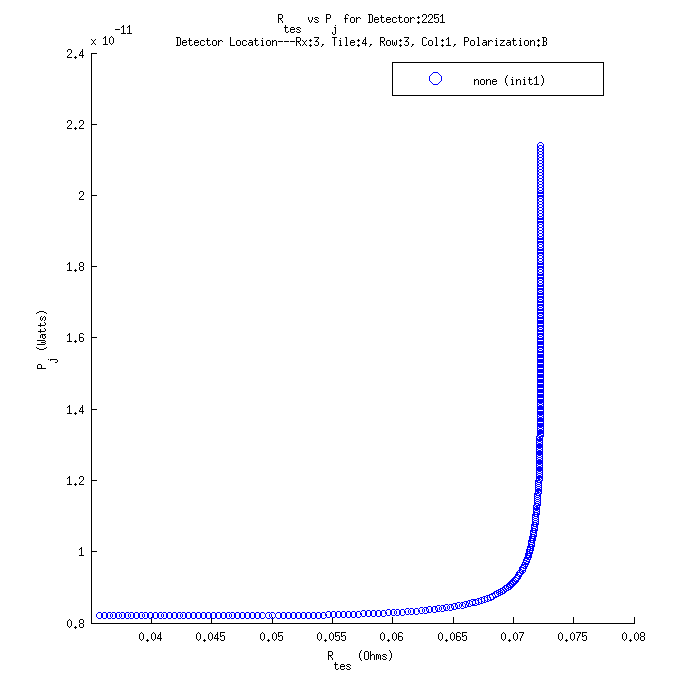 R_tes vs P_j for Detector:2251
x 10^-11
Detector Location---Rx:3, Tile:4, Row:3, Col:1, Polarization:B
none (init1)
2.4
2.2
2
1.8
1.6
1.4
1.2
1
0.8
P_j (Watts)
0.04 0.045 0.05 0.055 0.06 0.065 0.07 0.075 0.08
R_tes (Ohms)